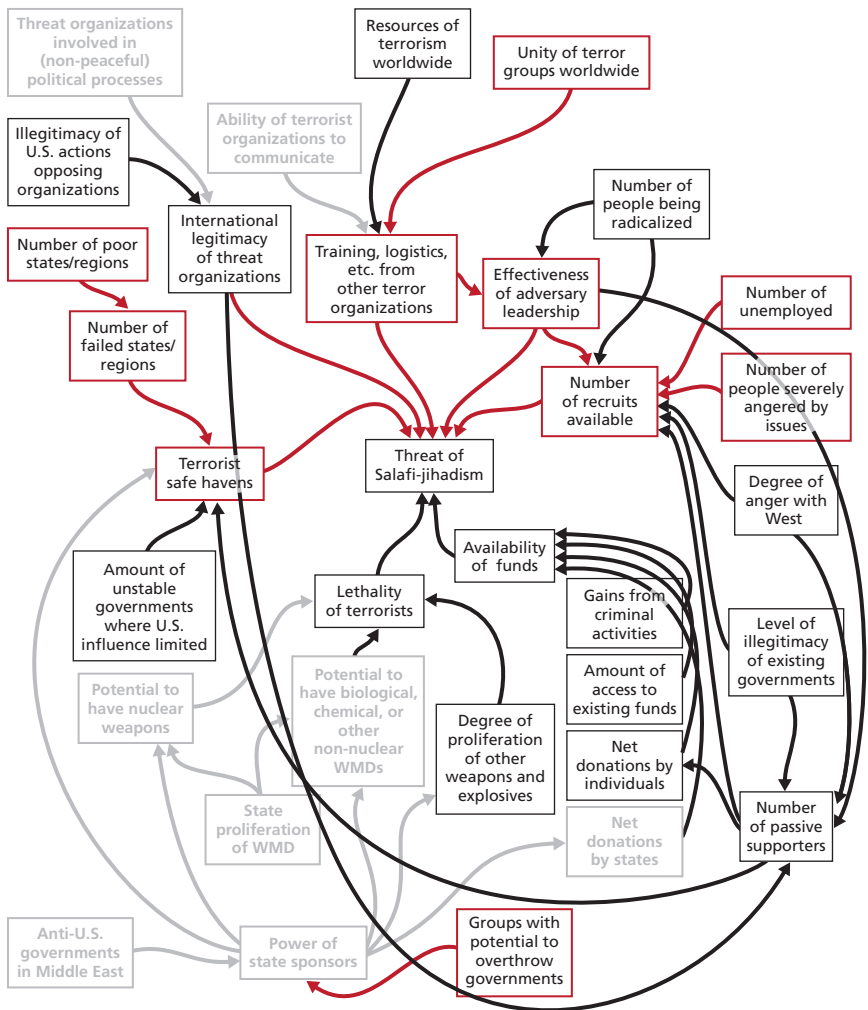 Threat organizations
involved in
(non-peaceful)
political processes
Resources of
terrorism
worldwide
Unity of terror
groups worldwide
Illegitimacy of
U.S. actions
opposing
organizations
Ability of terrorist
organizations to
communicate
Number of
people being
radicalized
International
legitimacy
of threat
organizations
Number of poor
states/regions
Training, logistics,
etc. from
other terror
organizations
Effectiveness
of adversary
leadership
Number of
unemployed
Number of
failed states/
regions
Number
of recruits
available
Number of
people severely
angered by
issues
Terrorist
safe havens
Threat of
Salafi-jihadism
Degree of
anger with
West
Availability
of funds
Amount of
unstable
governments
where U.S.
influence limited
Lethality
of terrorists
Gains from
criminal
activities
Level of
illegitimacy
of existing
governments
Potential to
have nuclear
weapons
Potential to
have biological,
chemical, or
other
non-nuclear
WMDs
Amount of
access to
existing funds
Degree of
proliferation
of other
weapons and
explosives
Net
donations by
individuals
State
proliferation
of WMD
Net
donations
by states
Number
of passive
supporters
Anti-U.S.
governments
in Middle East
Power of
state sponsors
Groups with
potential to
overthrow
governments